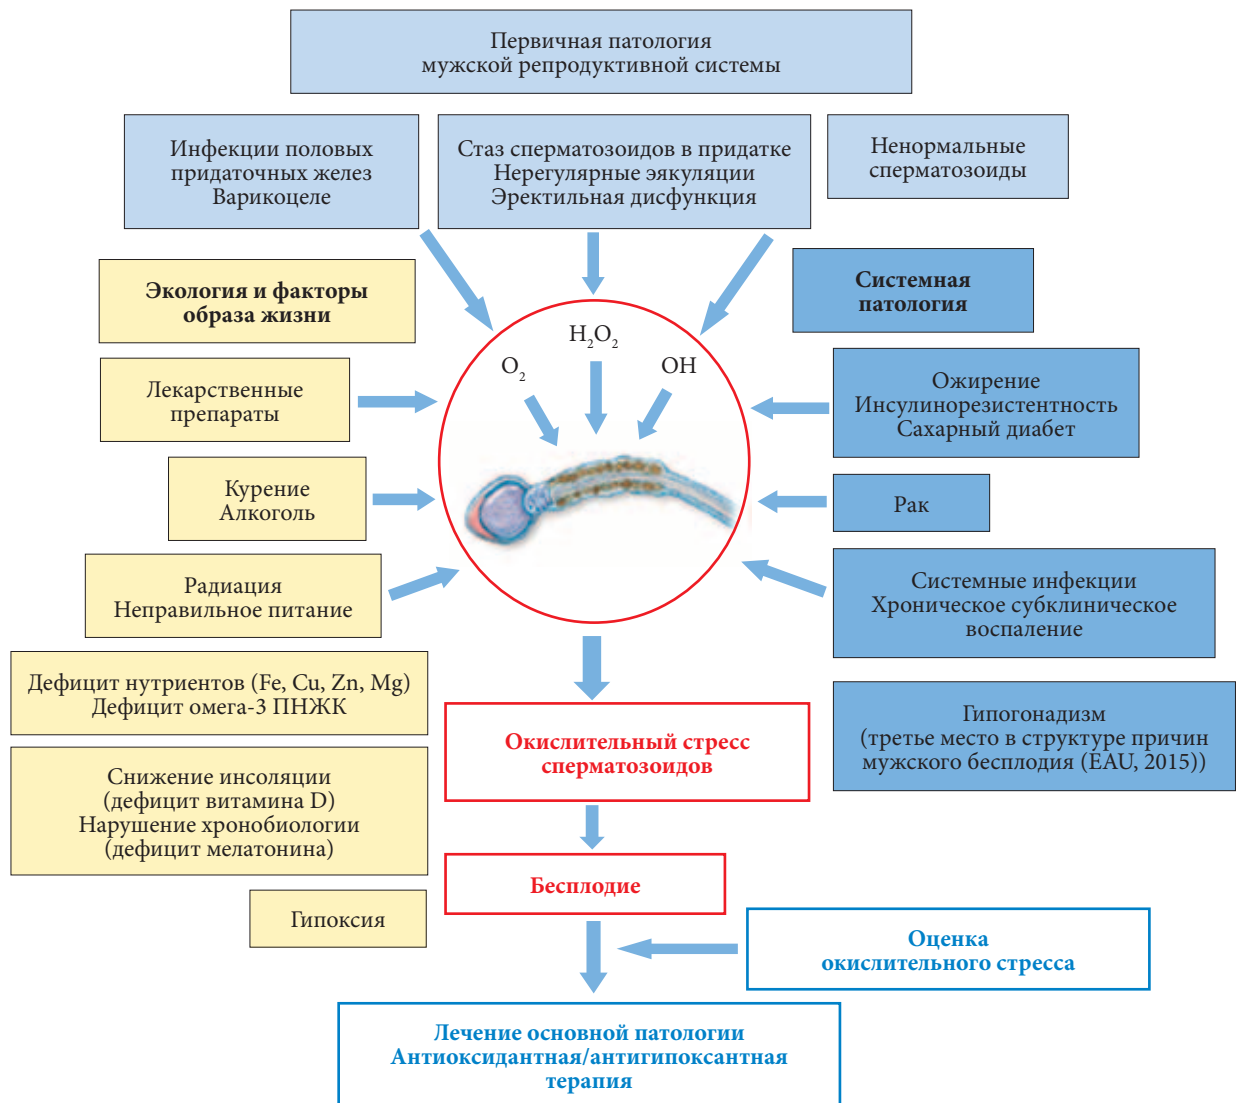 Первичная патология
мужской репродуктивной системы
Инфекции половых
придаточных желез
Варикоцеле
Стаз сперматозоидов в придатке
Нерегулярные эякуляции
Эректильная дисфункция
Ненормальные
сперматозоиды
Экология и факторы
образа жизни
Системная
патология
O₂
H₂O₂
OH
Лекарственные
препараты
Курение
Алкоголь
Радиация
Неправильное питание
Дефицит нутриентов (Fe, Cu, Zn, Mg)
Дефицит омега-3 ПНЖК
Снижение инсоляции
(дефицит витамина D)
Нарушение хронобиологии
(дефицит мелатонина)
Гипоксия
Ожирение
Инсулинорезистентность
Сахарный диабет
Рак
Системные инфекции
Хроническое субклиническое
воспаление
Гипогонадизм
(третье место в структуре причин
мужского бесплодия (EAU, 2015))
Окислительный стресс
сперматозоидов
Бесплодие
Оценка
окислительного стресса
Лечение основной патологии
Антиоксидантная/антигипоксантная
терапия